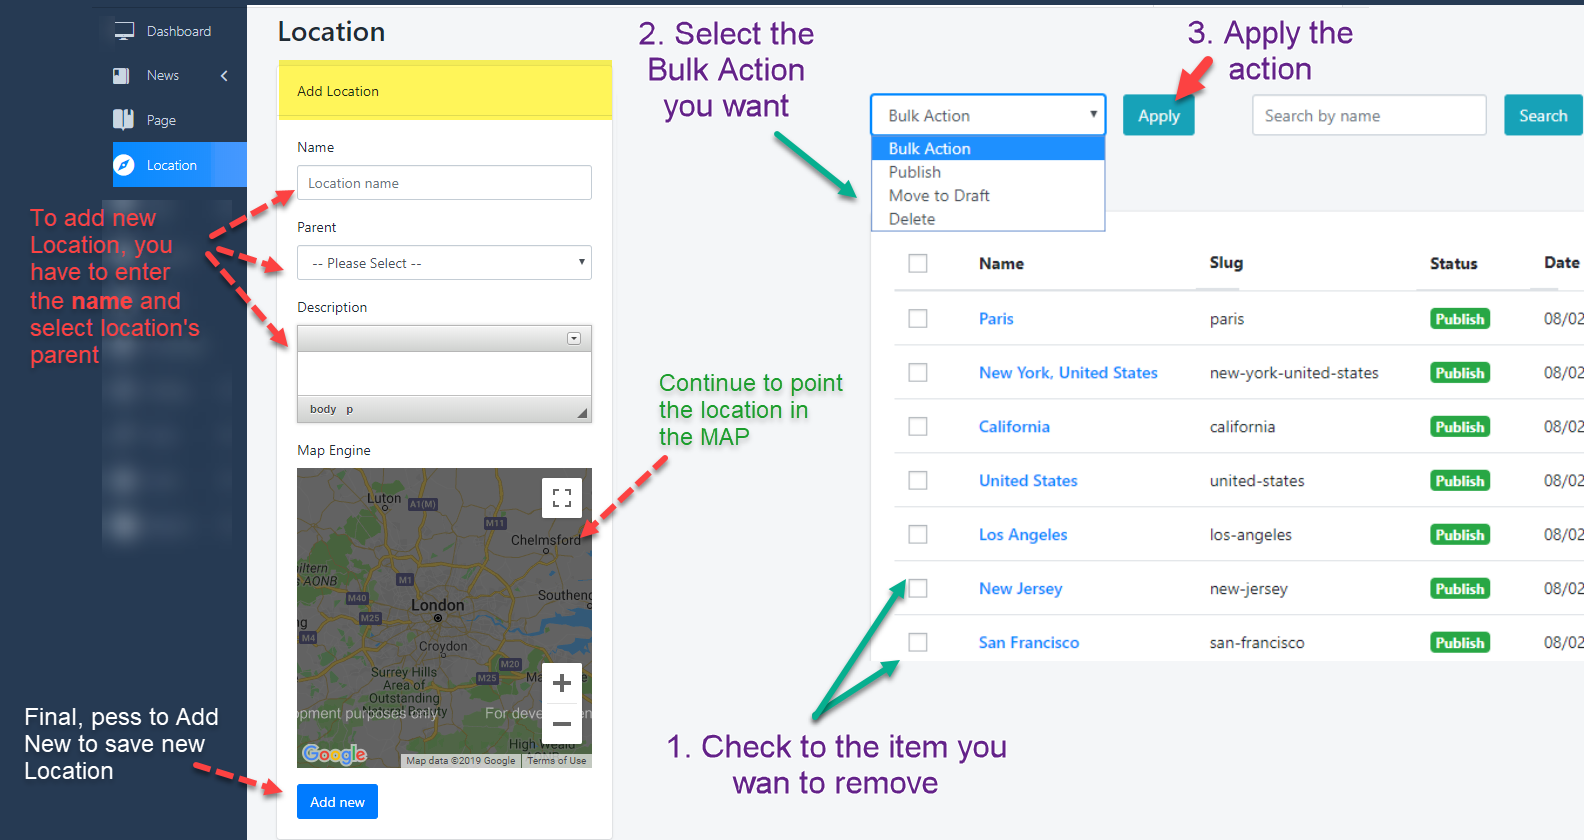 Dashboard
News
Page
Location
To add new
Location, you
have to enter
the name and
select location's
parent
Final, pess to Add
New to save new
Location
Location
Add Location
Name
Location name
Parent
-- Please Select --
Description
body p
Map Engine
Luton
A1(M)
M11
Chelmsford
hiltern
s AONB
M1
M40
London
Southend
M25
ng
M4
Croydon
M20
Surrey Hills
Area of
Outstanding
Natural Beauty
M25
Ma
opment purposes only
For developmen
High Weald
AONB
Google
Map data ©2019 Google
Terms of Use
Add new
2. Select the
Bulk Action
you want
3. Apply the
action
Bulk Action
Apply
Search by name
Search
Bulk Action
Publish
Move to Draft
Delete
Name Slug Status Date
Paris paris Publish 08/02
New York, United States new-york-united-states Publish 08/02
California california Publish 08/02
United States united-states Publish 08/02
Los Angeles los-angeles Publish 08/02
New Jersey new-jersey Publish 08/02
San Francisco san-francisco Publish 08/02
Continue to point
the location in
the MAP
1. Check to the item you
wan to remove